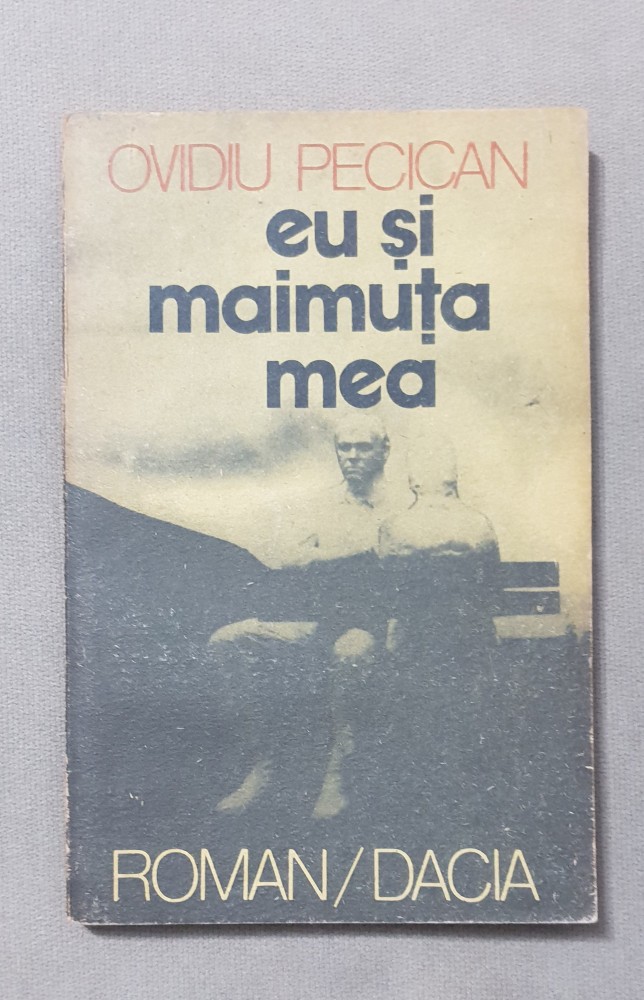 OVIDIU PECICAN
eu și
maimuța
mea
ROMAN/DACIA